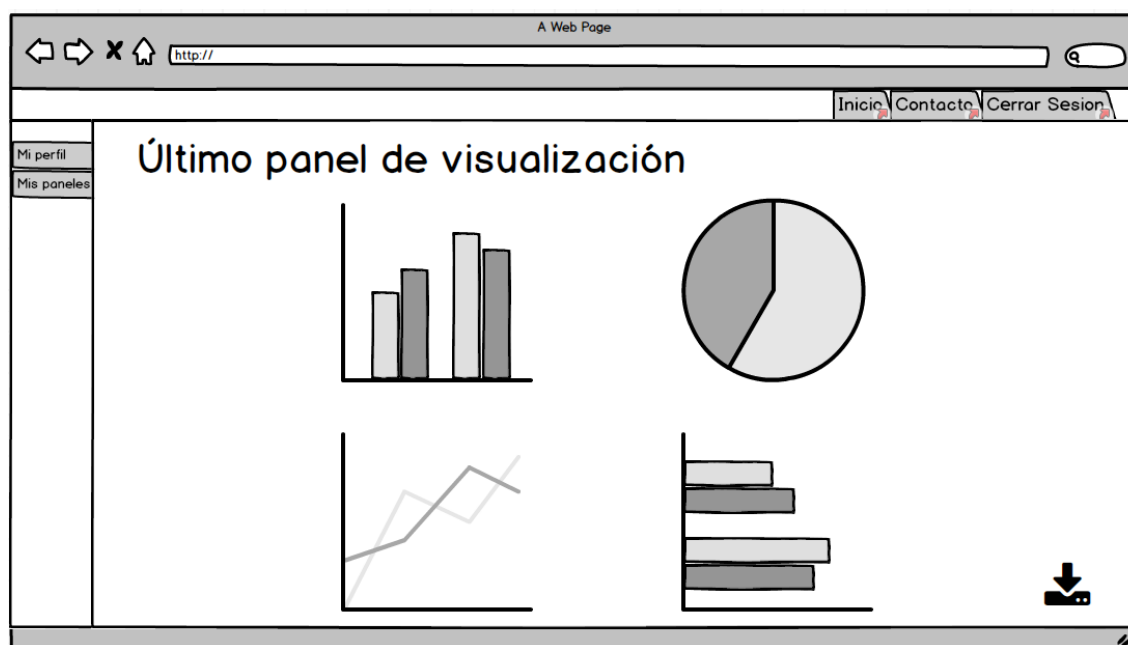 A Web Page
http://
Inicio Contacto Cerrar Sesion
Mi perfil
Mis paneles
Último panel de visualización